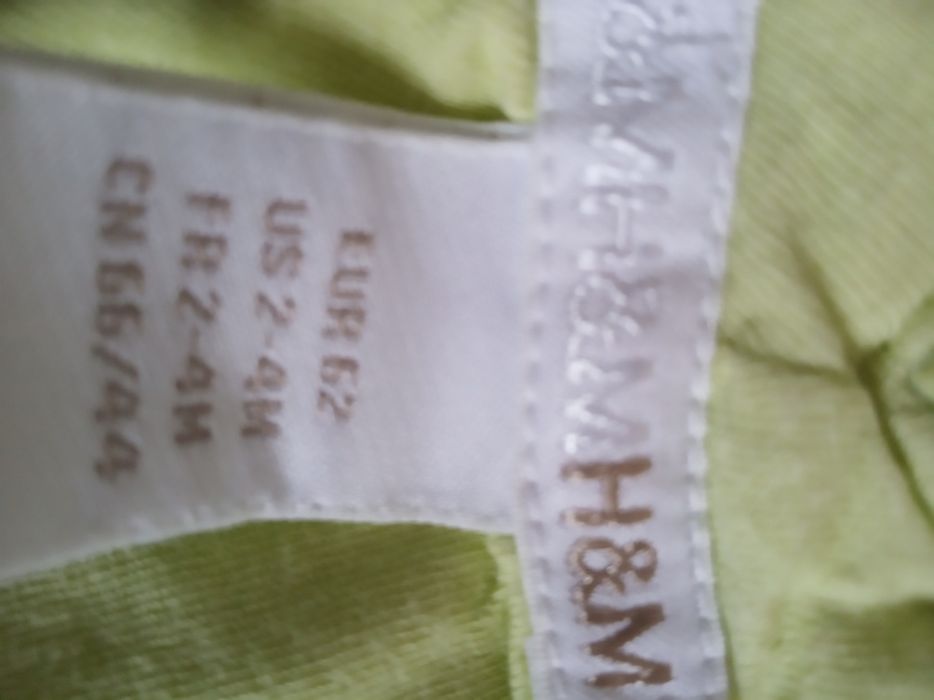 H&M H&M H&M
EUR 62
US 2-4M
FR 2-4M
CN 66/44